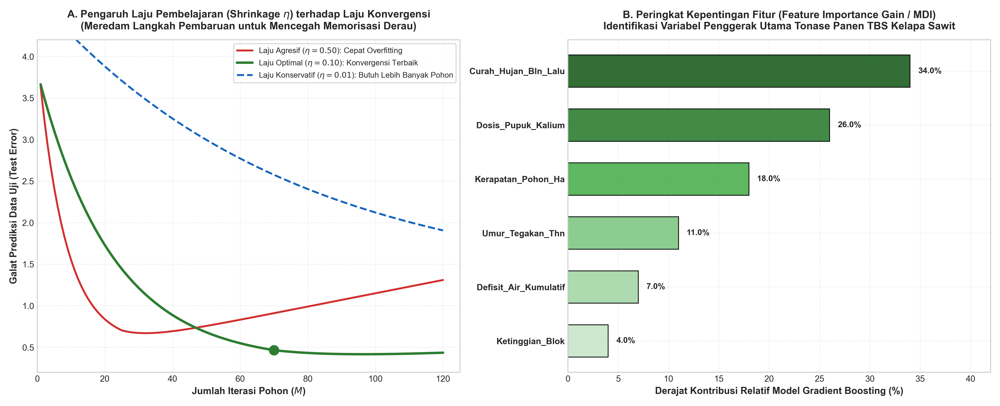 A. Pengaruh Laju Pembelajaran (Shrinkage η) terhadap Laju Konvergensi
(Meredam Langkah Pembaruan untuk Mencegah Memorisasi Derau)
Laju Agresif (η = 0.50): Cepat Overfitting
Laju Optimal (η = 0.10): Konvergensi Terbaik
Laju Konservatif (η = 0.01): Butuh Lebih Banyak Pohon
Galat Prediksi Data Uji (Test Error)
4.0
3.5
3.0
2.5
2.0
1.5
1.0
0.5
0 20 40 60 80 100 120
Jumlah Iterasi Pohon (M)
B. Peringkat Kepentingan Fitur (Feature Importance Gain / MDI)
Identifikasi Variabel Penggerak Utama Tonase Panen TBS Kelapa Sawit
Curah_Hujan_Bln_Lalu 34.0%
Dosis_Pupuk_Kalium 26.0%
Kerapatan_Pohon_Ha 18.0%
Umur_Tegakan_Thn 11.0%
Defisit_Air_Kumulatif 7.0%
Ketinggian_Blok 4.0%
0 5 10 15 20 25 30 35 40
Derajat Kontribusi Relatif Model Gradient Boosting (%)